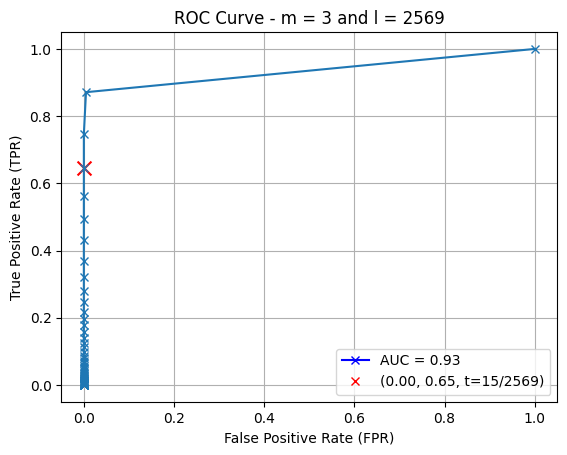 ROC Curve - m = 3 and l = 2569
True Positive Rate (TPR)
1.0
0.8
0.6
0.4
0.2
0.0
AUC = 0.93
(0.00, 0.65, t=15/2569)
0.0 0.2 0.4 0.6 0.8 1.0
False Positive Rate (FPR)